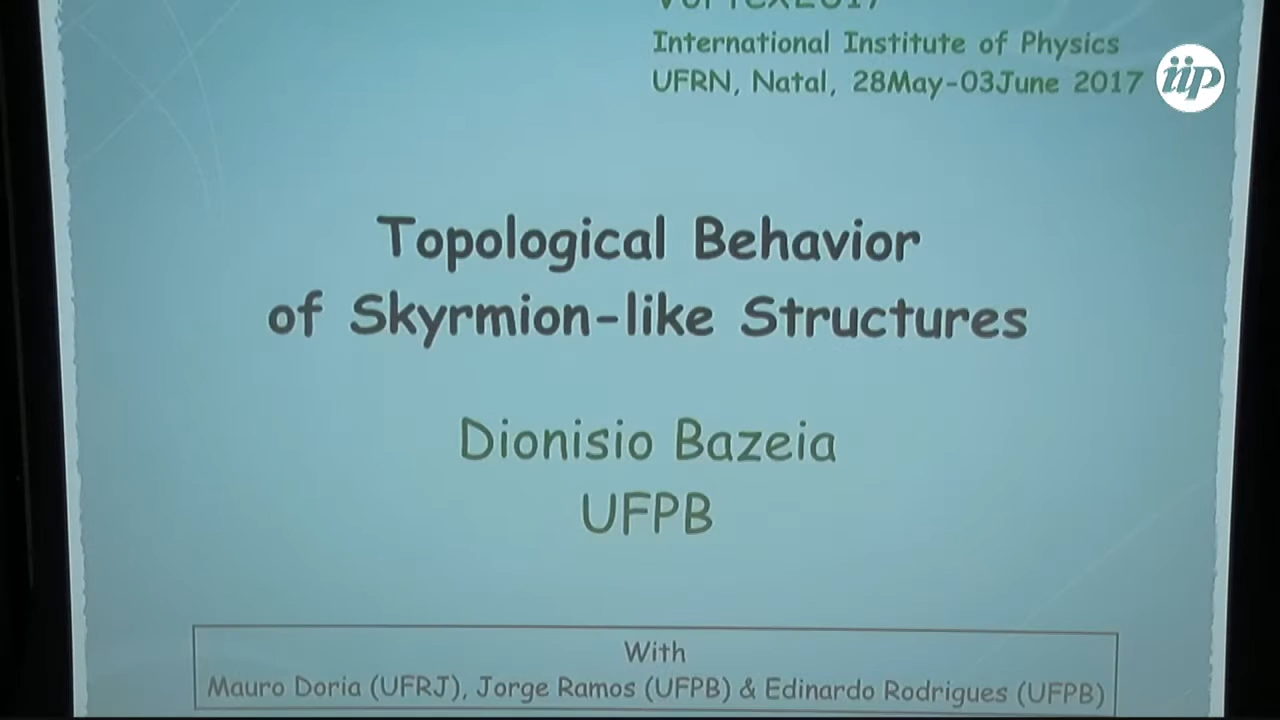 Vortex2017
International Institute of Physics
UFRN, Natal, 28May-03June 2017
iip
Topological Behavior
of Skyrmion-like Structures
Dionisio Bazeia
UFPB
With
Mauro Doria (UFRJ), Jorge Ramos (UFPB) & Edinardo Rodrigues (UFPB)